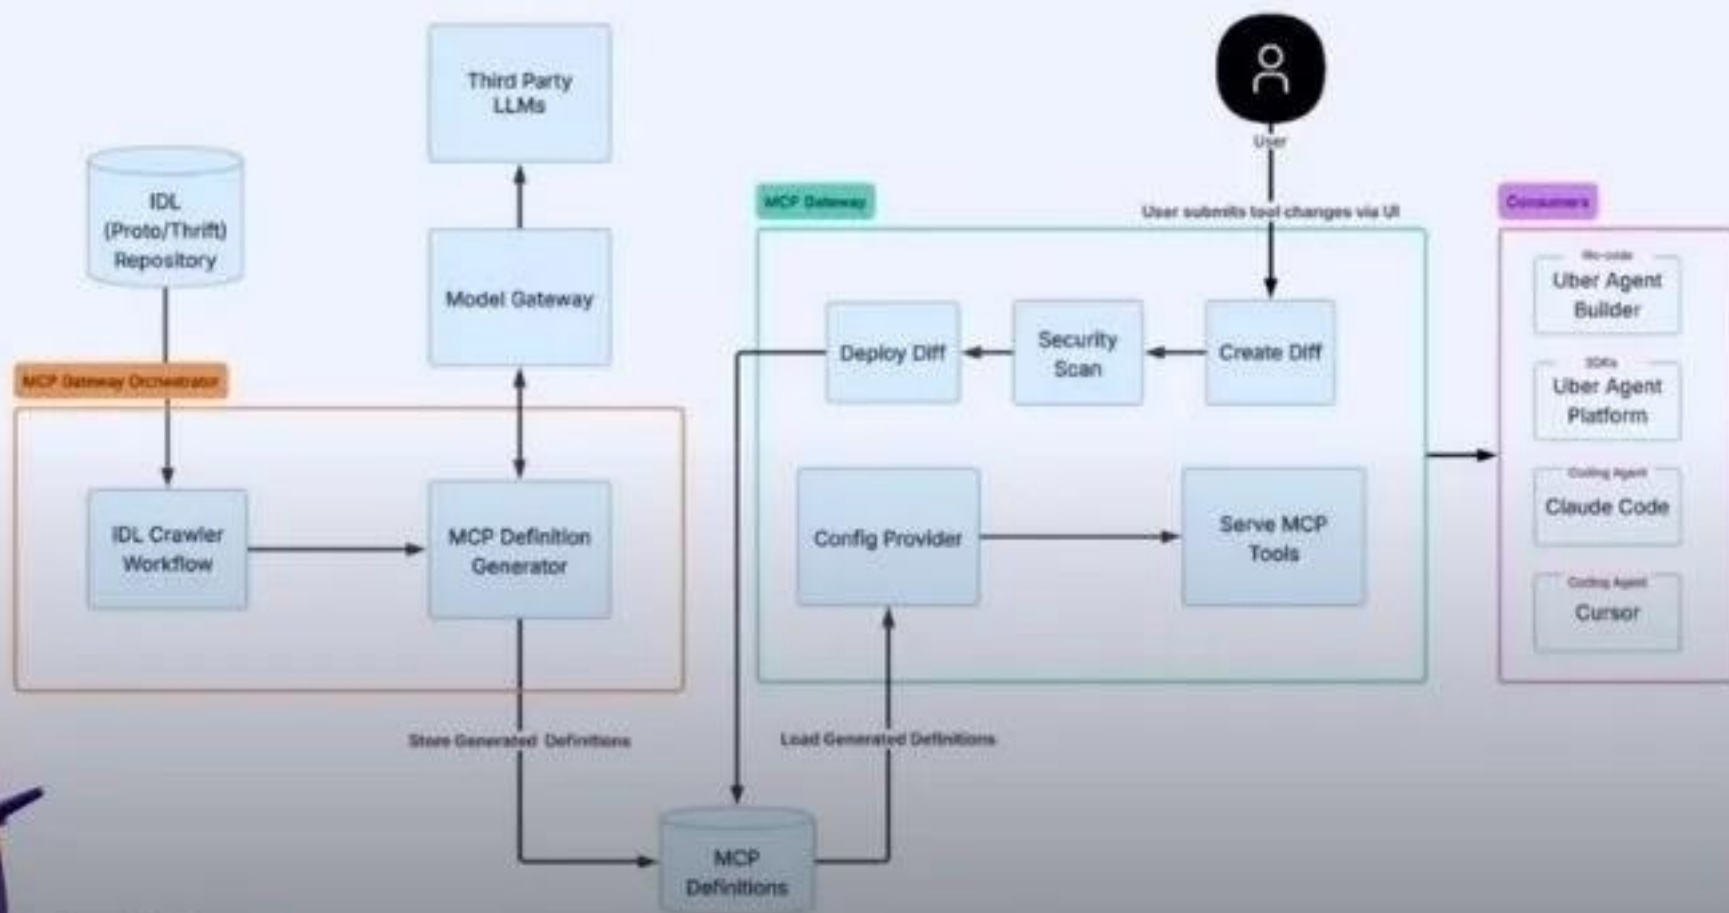 Third Party
LLMs
User
IDL
(Proto/Thrift)
Repository
MCP Gateway
User submits tool changes via UI
Consumers
Model Gateway
No-code
Uber Agent
Builder
Deploy Diff
Security
Scan
Create Diff
MCP Gateway Orchestrator
SDKs
Uber Agent
Platform
IDL Crawler
Workflow
MCP Definition
Generator
Config Provider
Serve MCP
Tools
Coding Agent
Claude Code
Coding Agent
Cursor
Store Generated Definitions
Load Generated Definitions
MCP
Definitions